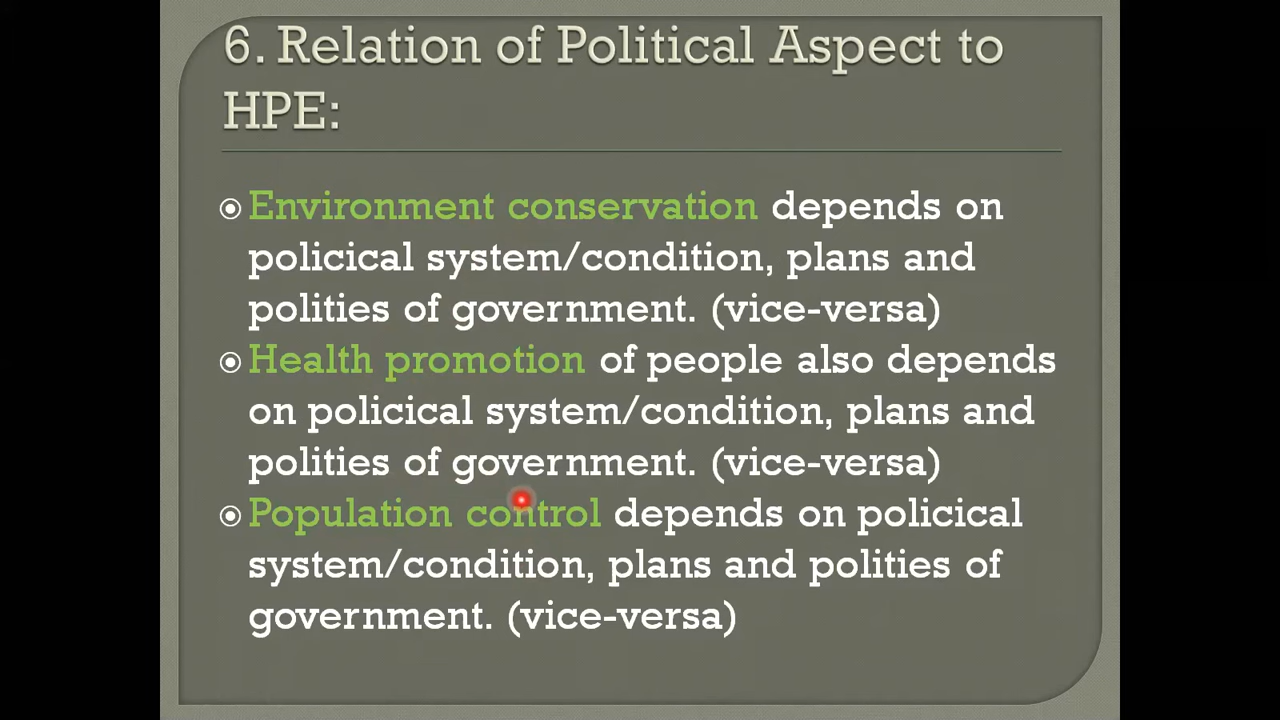 6. Relation of Political Aspect to
HPE:
Environment conservation depends on
policical system/condition, plans and
polities of government. (vice-versa)
Health promotion of people also depends
on policical system/condition, plans and
polities of government. (vice-versa)
Population control depends on policical
system/condition, plans and polities of
government. (vice-versa)